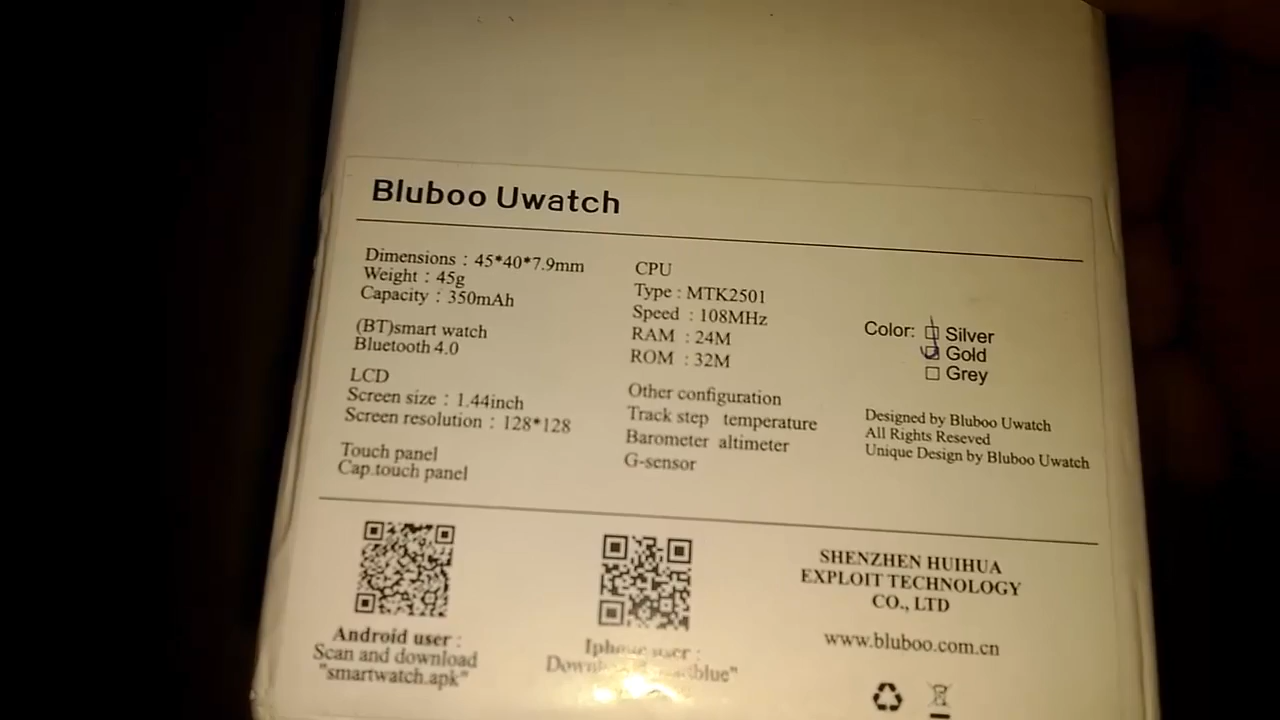 Bluboo Uwatch
Dimensions : 45*40*7.9mm
Weight : 45g
Capacity : 350mAh
(BT)smart watch
Bluetooth 4.0
LCD
Screen size : 1.44inch
Screen resolution : 128*128
Touch panel
Cap.touch panel
CPU
Type : MTK2501
Speed : 108MHz
RAM : 24M
ROM : 32M
Other configuration
Track step temperature
Barometer altimeter
G-sensor
Color: Silver
Gold
Grey
Designed by Bluboo Uwatch
All Rights Reseved
Unique Design by Bluboo Uwatch
Android user :
Scan and download
"smartwatch.apk"
Iphone user :
blue"
SHENZHEN HUIHUA
EXPLOIT TECHNOLOGY
CO., LTD
www.bluboo.com.cn